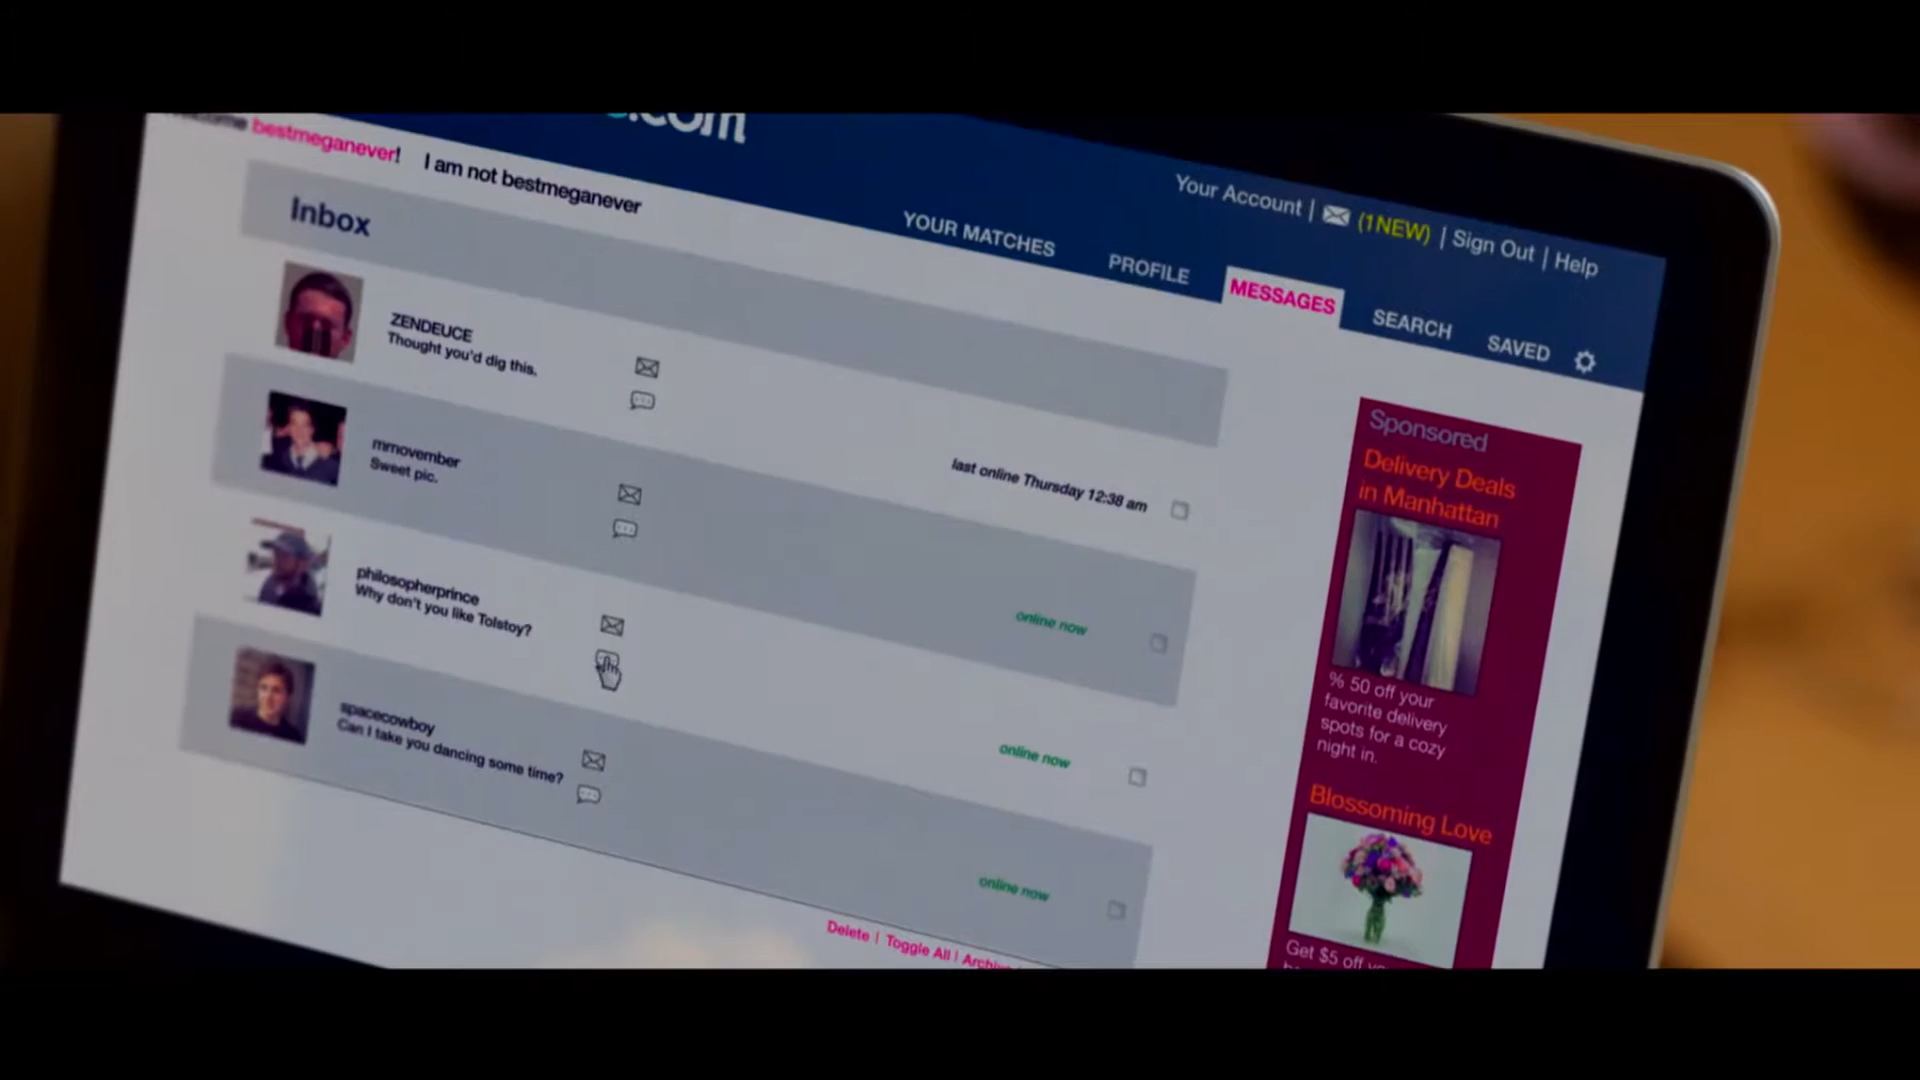 .com
bestmeganever! I am not bestmeganever
Your Account | (1NEW) | Sign Out | Help
YOUR MATCHES PROFILE MESSAGES SEARCH SAVED
Inbox
ZENDEUCE
Thought you'd dig this.
last online Thursday 12:38 am
mmovember
Sweet pic.
online now
philosopherprince
Why don't you like Tolstoy?
online now
spacecowboy
Can I take you dancing some time?
online now
Delete | Toggle All |
Sponsored
Delivery Deals
in Manhattan
% 50 off your
favorite delivery
spots for a cozy
night in.
Blossoming Love
Get $5 off